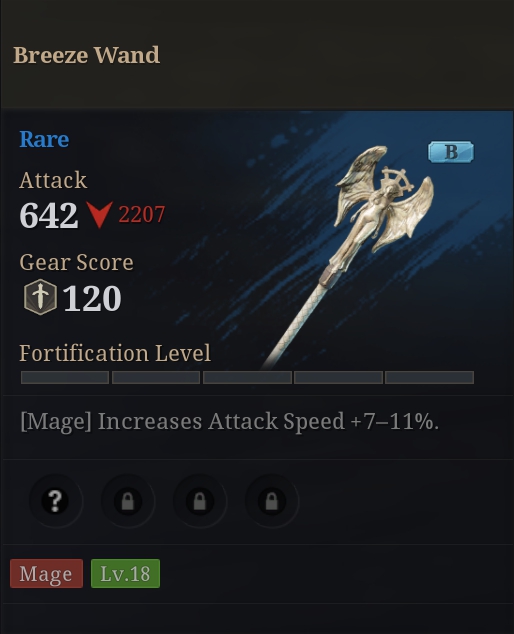 Breeze Wand
Rare
B
Attack
642 2207
Gear Score
120
Fortification Level
[Mage] Increases Attack Speed +7–11%.
?
Mage Lv.18